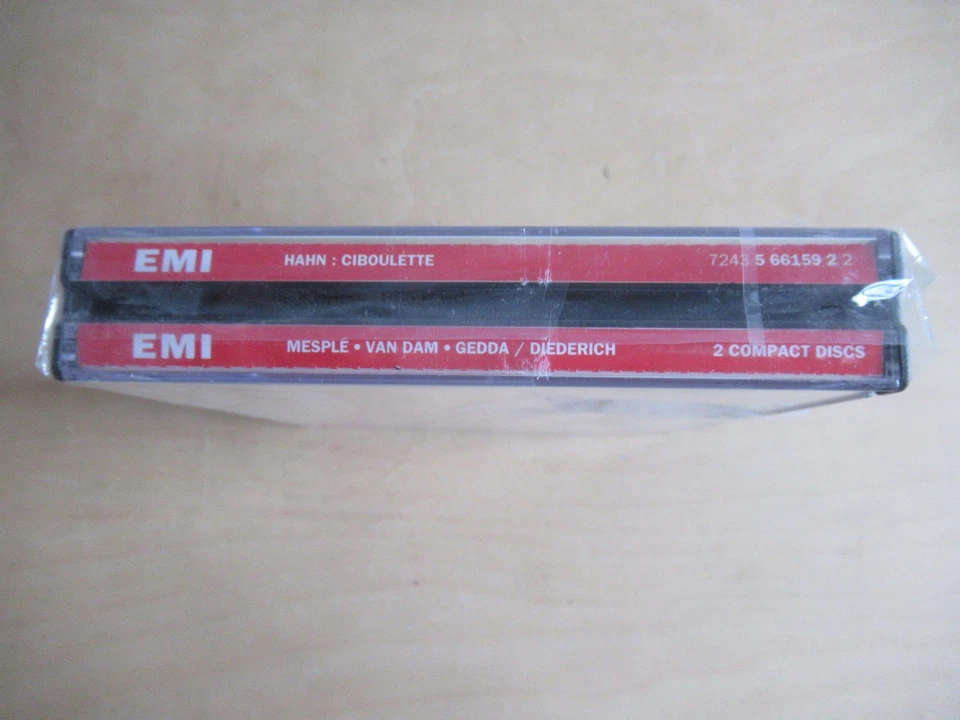 EMI HAHN : CIBOULETTE 7243 5 66159 2 2
EMI MESPLÉ • VAN DAM • GEDDA / DIEDERICH 2 COMPACT DISCS